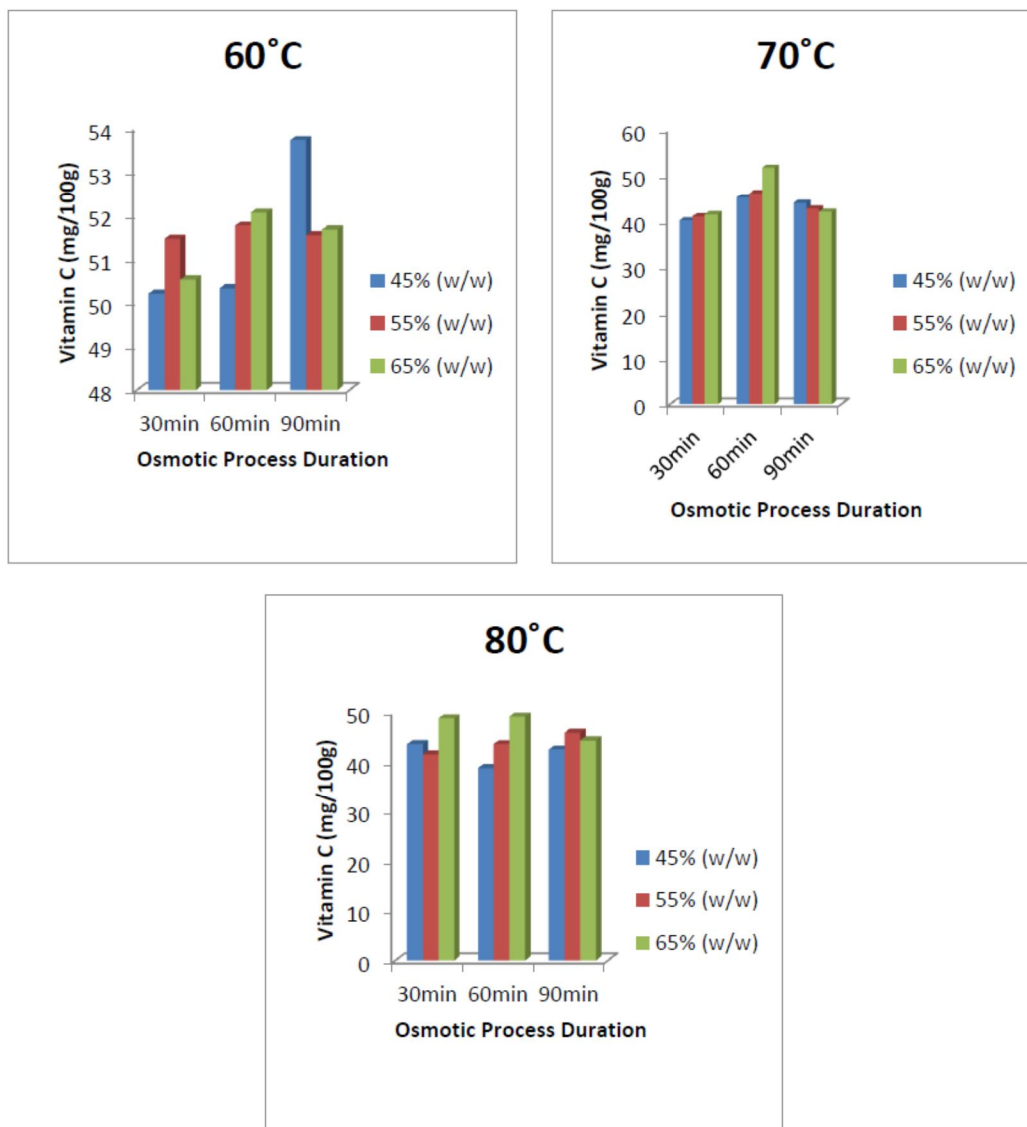 60˚C
Vitamin C (mg/100g)
54
53
52
51
50
49
48
30min 60min 90min
Osmotic Process Duration
45% (w/w)
55% (w/w)
65% (w/w)
70˚C
Vitamin C (mg/100g)
60
50
40
30
20
10
0
30min
60min
90min
Osmotic Process Duration
45% (w/w)
55% (w/w)
65% (w/w)
80˚C
Vitamin C (mg/100g)
50
40
30
20
10
0
30min 60min 90min
Osmotic Process Duration
45% (w/w)
55% (w/w)
65% (w/w)